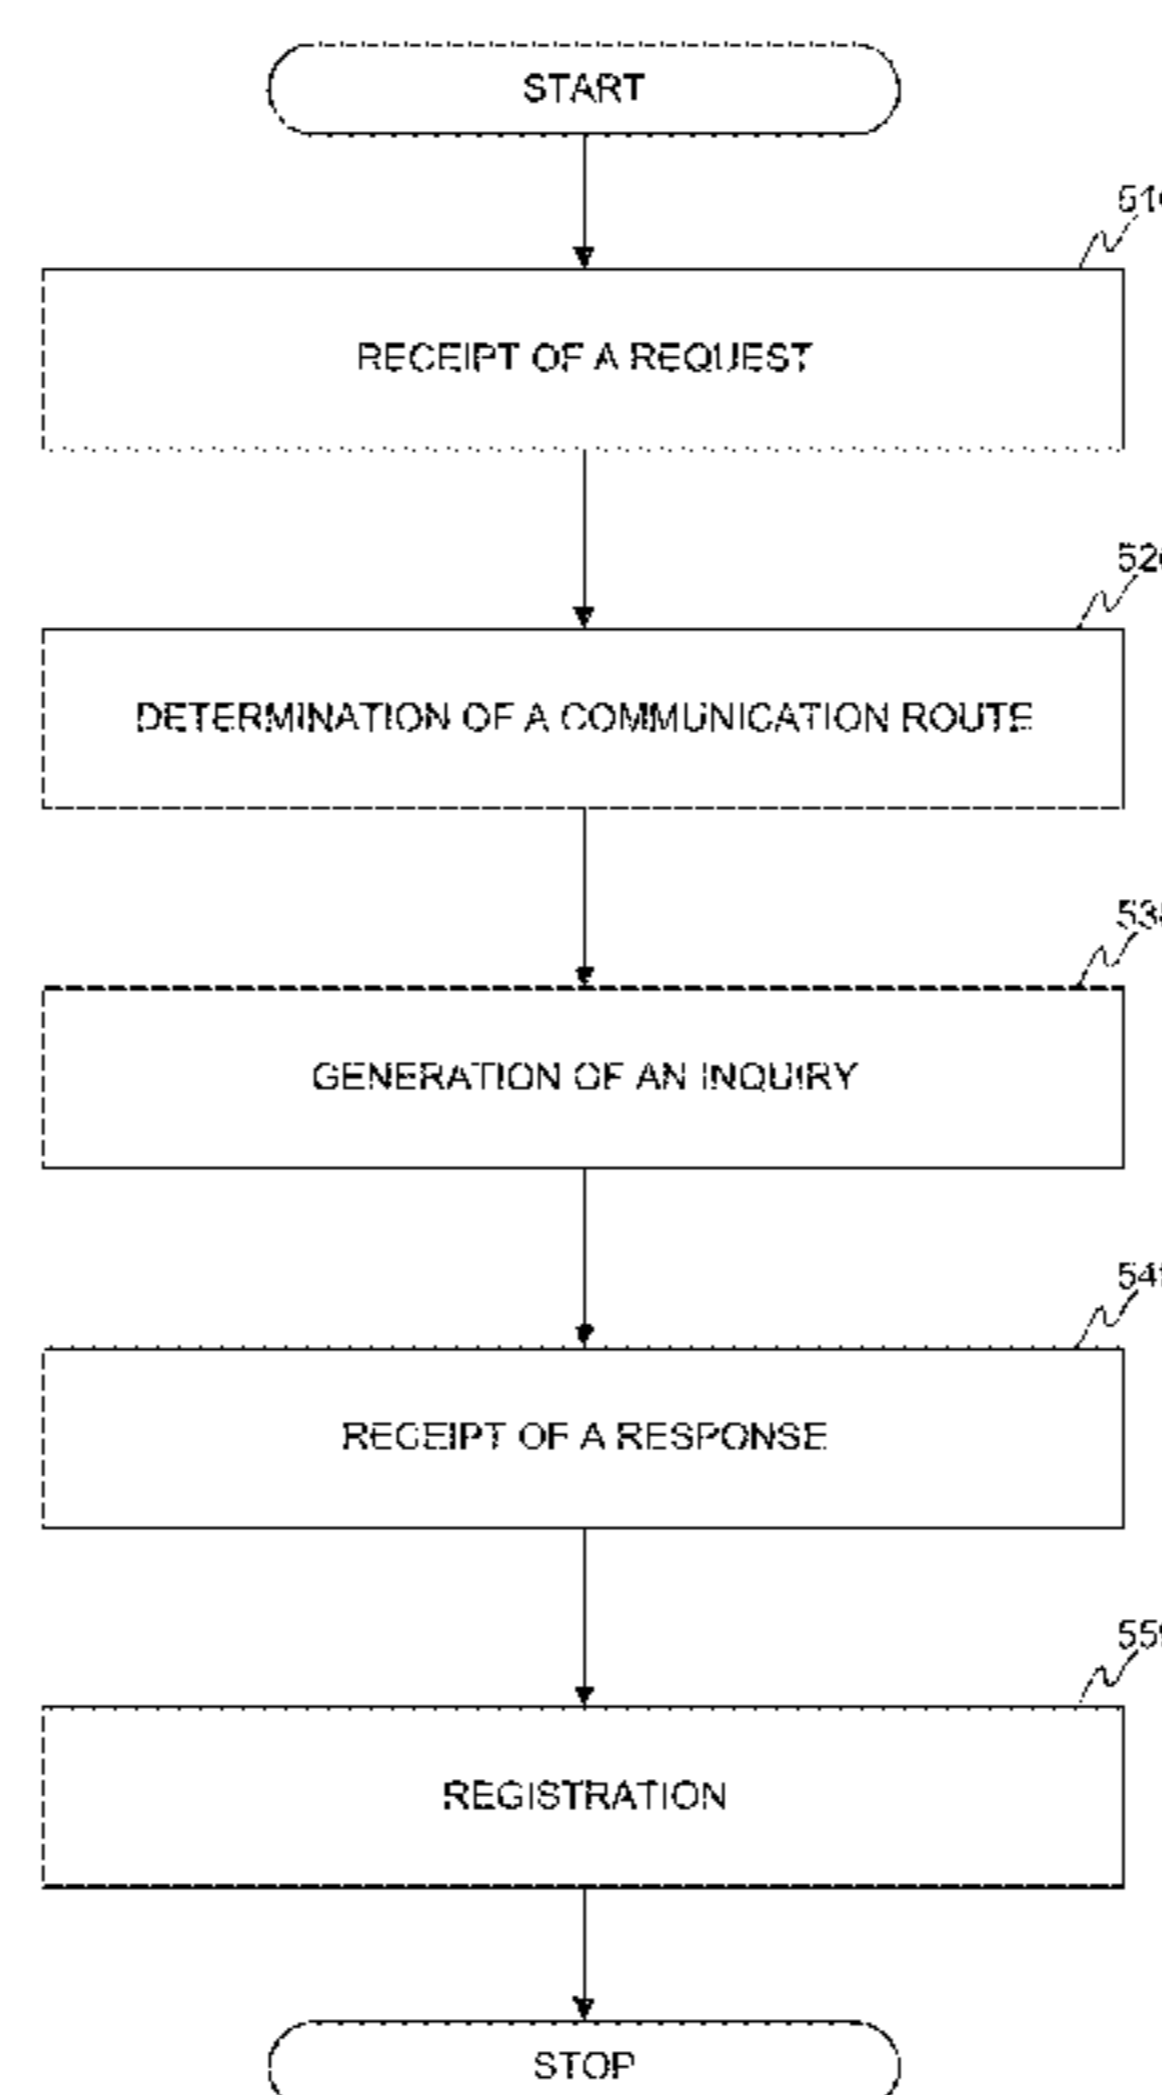 START
RECEIPT OF A REQUEST
DETERMINATION OF A COMMUNICATION ROUTE
GENERATION OF AN INQUIRY
RECEIPT OF A RESPONSE
REGISTRATION
STOP